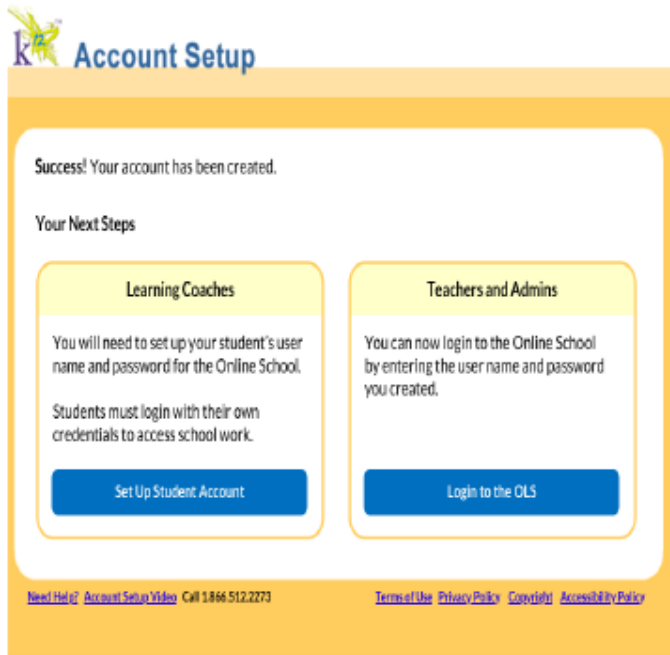 k12™
Account Setup
Success! Your account has been created.
Your Next Steps
Learning Coaches
You will need to set up your student's user
name and password for the Online School.
Students must login with their own
credentials to access school work.
Set Up Student Account
Teachers and Admins
You can now login to the Online School
by entering the user name and password
you created.
Login to the OLS
Need Help? Account Setup Video Call 1.866.512.2273
Terms of Use Privacy Policy Copyright Accessibility Policy